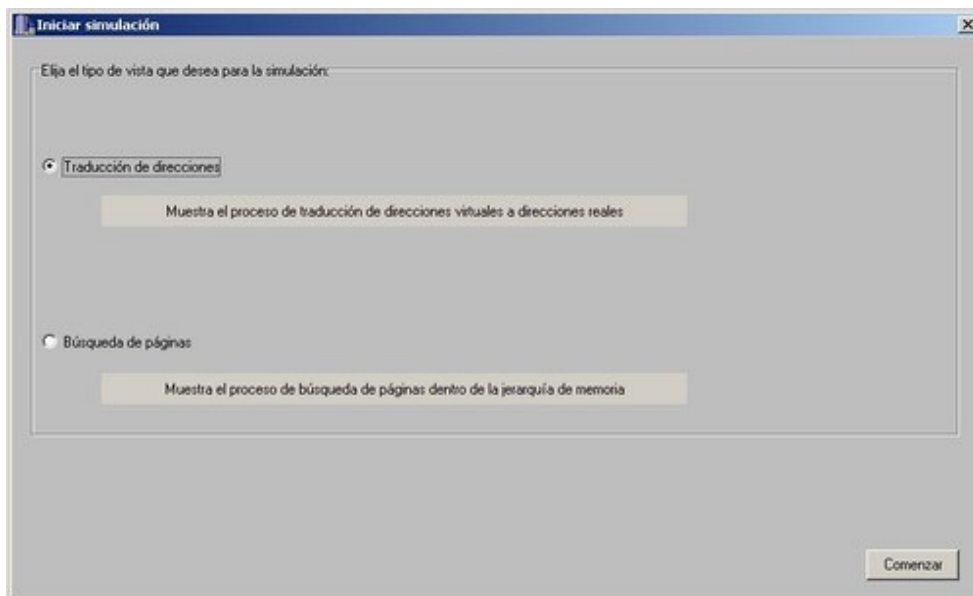 Iniciar simulación
Elija el tipo de vista que desea para la simulación:
Traducción de direcciones
Muestra el proceso de traducción de direcciones virtuales a direcciones reales
Búsqueda de páginas
Muestra el proceso de búsqueda de páginas dentro de la jerarquía de memoria
Comenzar